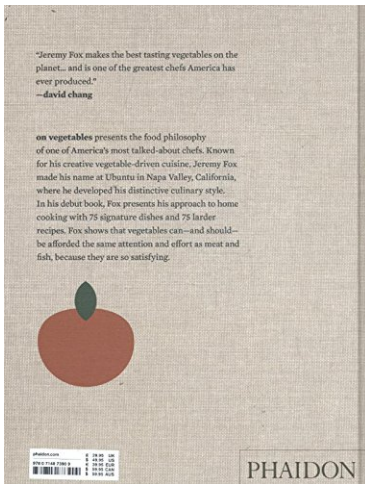 “Jeremy Fox makes the best tasting vegetables on the
planet... and is one of the greatest chefs America has
ever produced.”
—david chang
on vegetables presents the food philosophy
of one of America’s most talked-about chefs. Known
for his creative vegetable-driven cuisine, Jeremy Fox
made his name at Ubuntu in Napa Valley, California,
where he developed his distinctive culinary style.
In his debut book, Fox presents his approach to home
cooking with 75 signature dishes and 75 larder
recipes. Fox shows that vegetables can—and should—
be afforded the same attention and effort as meat and
fish, because they are so satisfying.
phaidon.com
PHAIDON